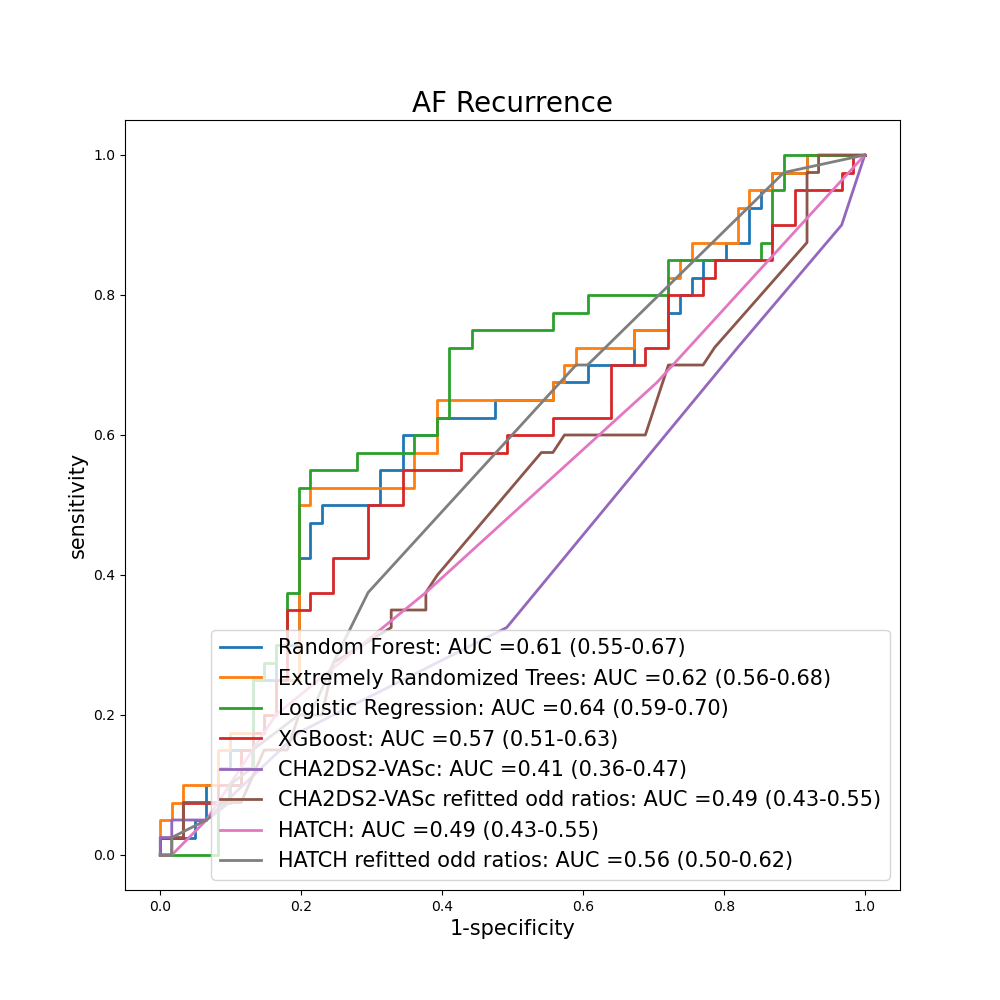 AF Recurrence
1.0
0.8
0.6
0.4
0.2
0.0
sensitivity
Random Forest: AUC =0.61 (0.55-0.67)
Extremely Randomized Trees: AUC =0.62 (0.56-0.68)
Logistic Regression: AUC =0.64 (0.59-0.70)
XGBoost: AUC =0.57 (0.51-0.63)
CHA2DS2-VASc: AUC =0.41 (0.36-0.47)
CHA2DS2-VASc refitted odd ratios: AUC =0.49 (0.43-0.55)
HATCH: AUC =0.49 (0.43-0.55)
HATCH refitted odd ratios: AUC =0.56 (0.50-0.62)
0.0 0.2 0.4 0.6 0.8 1.0
1-specificity